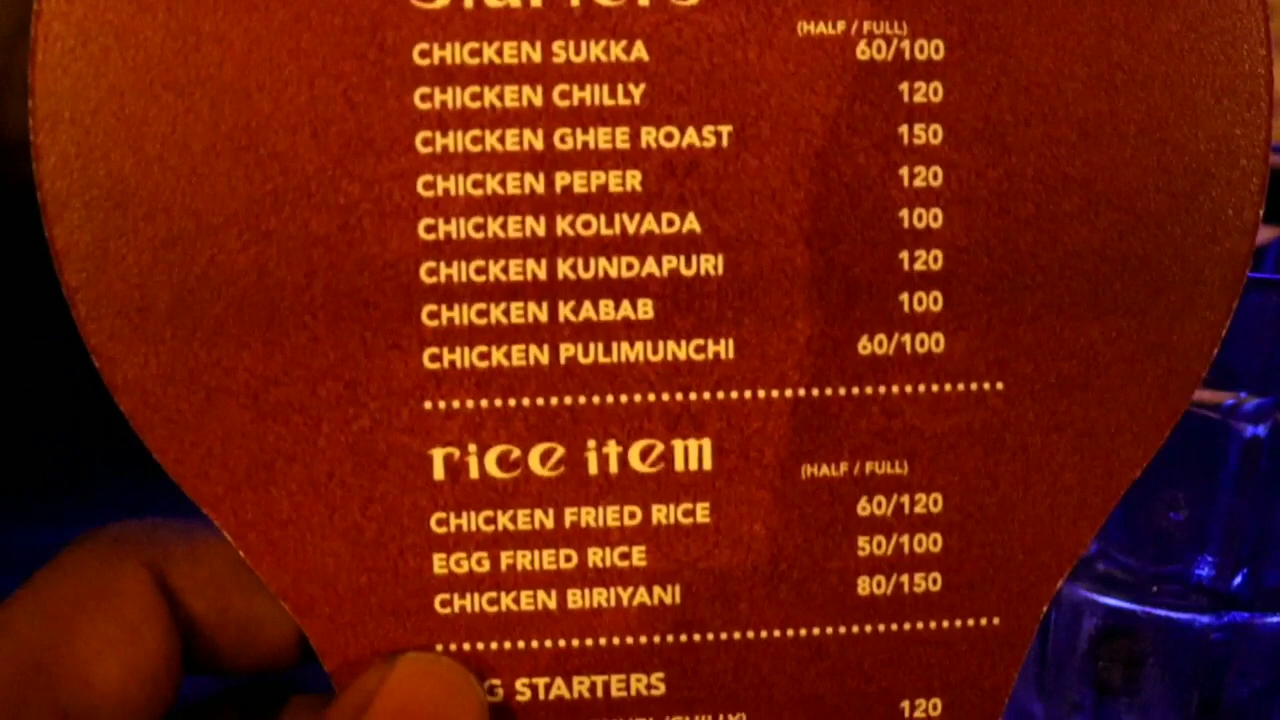 Starters
(HALF / FULL)
CHICKEN SUKKA 60/100
CHICKEN CHILLY 120
CHICKEN GHEE ROAST 150
CHICKEN PEPER 120
CHICKEN KOLIVADA 100
CHICKEN KUNDAPURI 120
CHICKEN KABAB 100
CHICKEN PULIMUNCHI 60/100
rice item (HALF / FULL)
CHICKEN FRIED RICE 60/120
EGG FRIED RICE 50/100
CHICKEN BIRIYANI 80/150
STARTERS
120